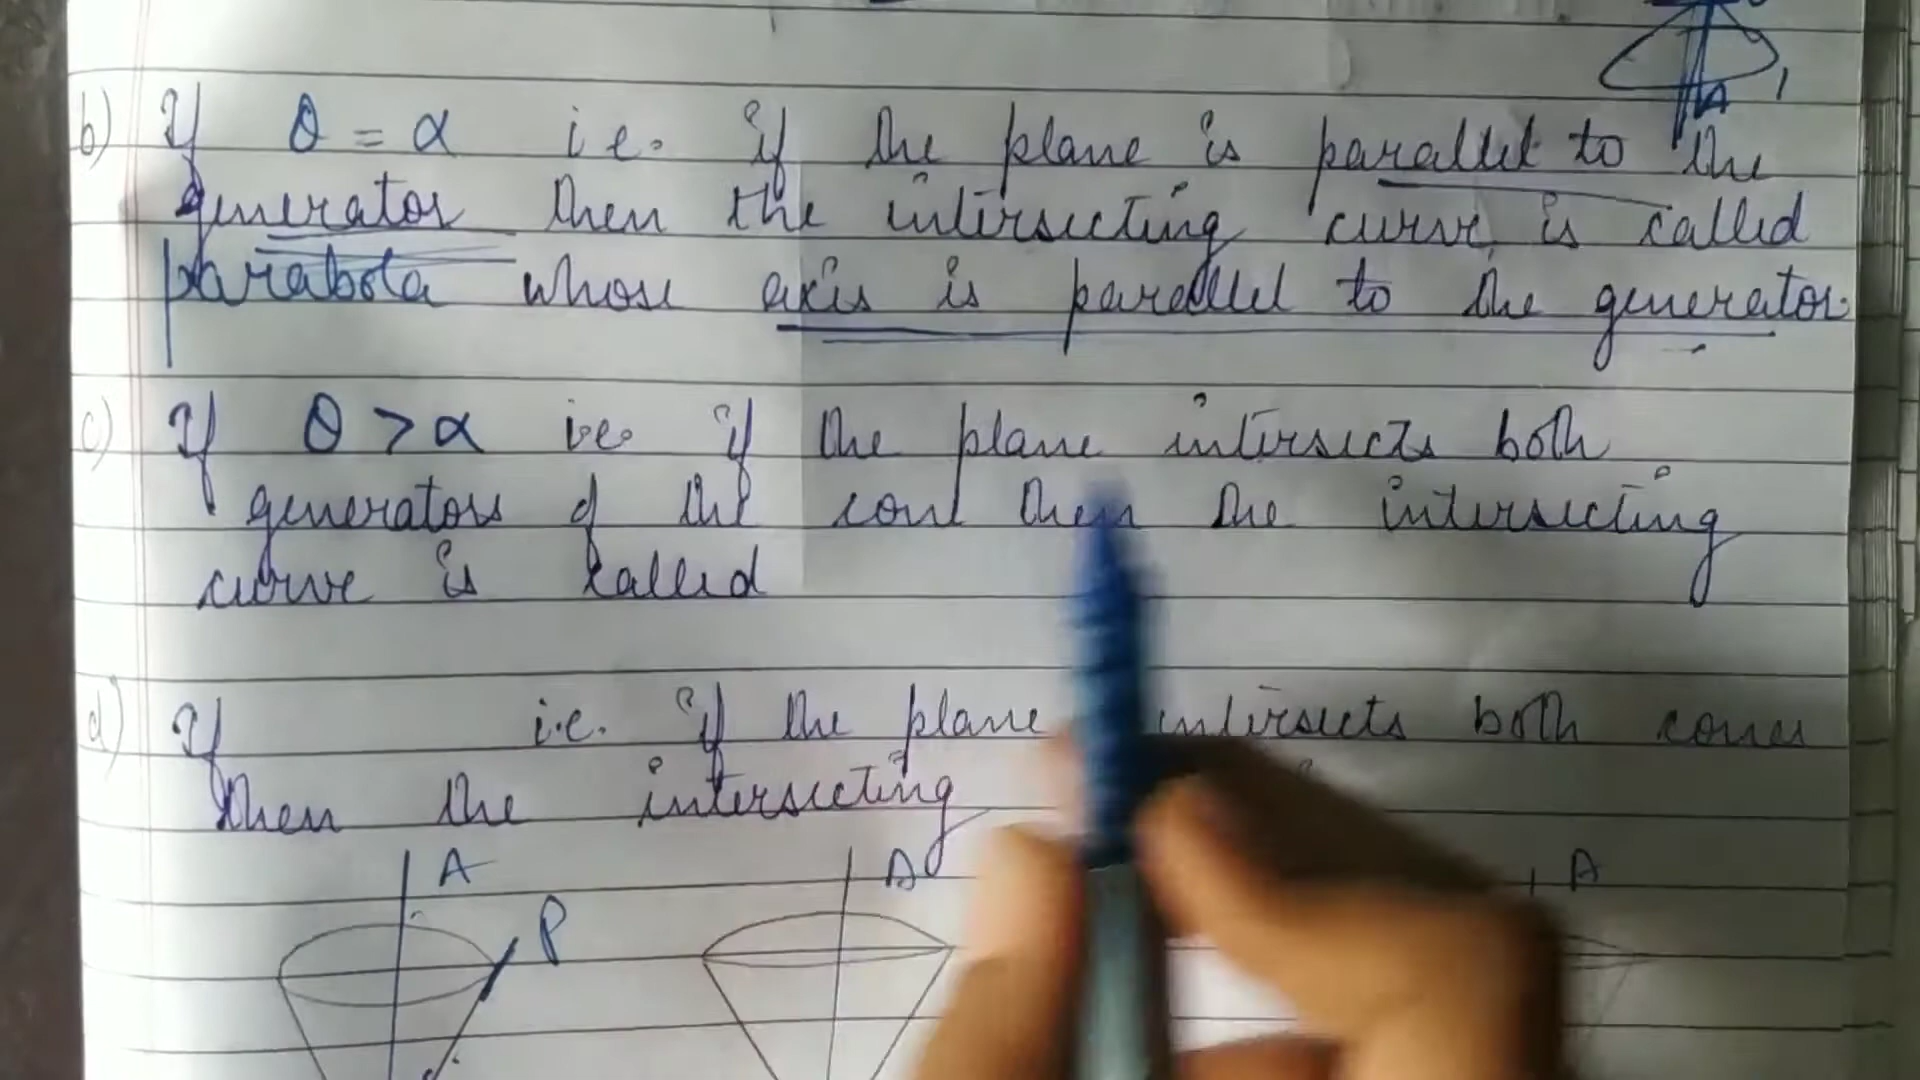 A
b) If θ = α i.e. if the plane is parallel to the
generator then the intersecting curve is called
parabola whose axis is parallel to the generator.
c) If θ > α i.e. if the plane intersects both
generators of the cone then the intersecting
curve is called
d) If i.e. if the plane intersects both cones
then the intersecting
A A A
P